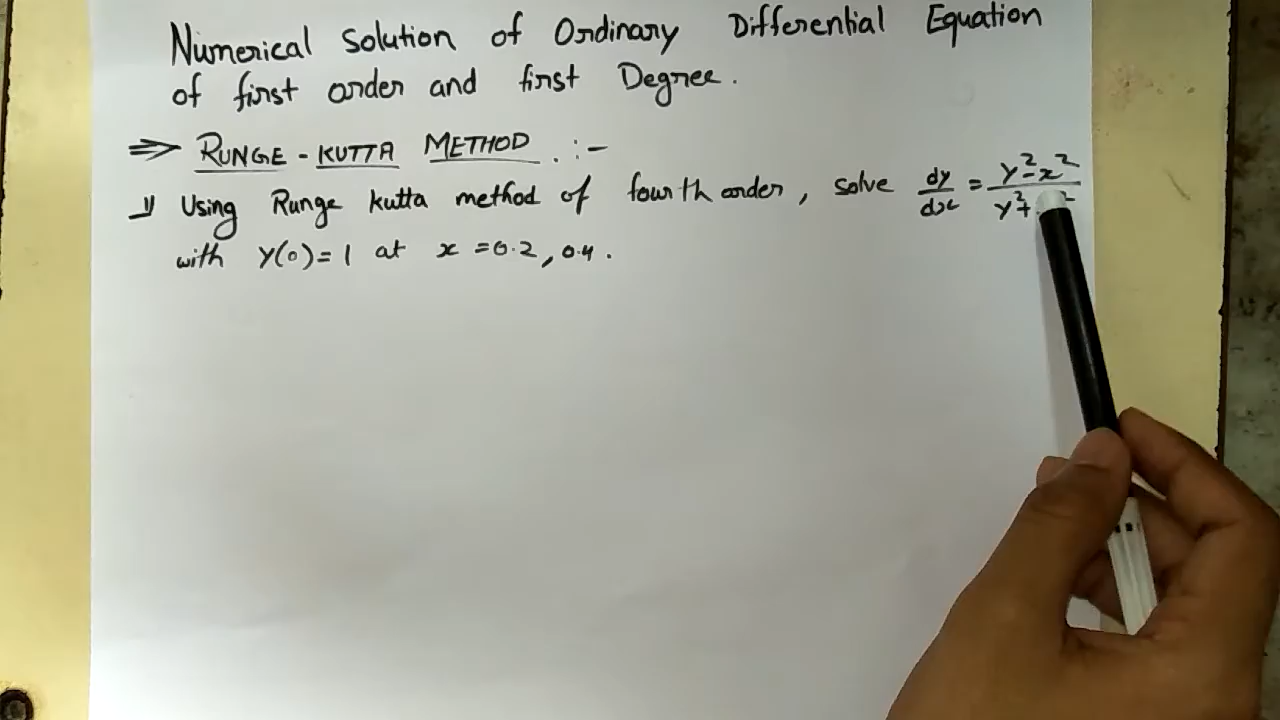 Numerical Solution of Ordinary Differential Equation
of first order and first Degree.
⇒ RUNGE-KUTTA METHOD :-
1) Using Runge kutta method of fourth order, solve dy/dx = y²-x²/y²+
with y(0)=1 at x=0.2, 0.4.